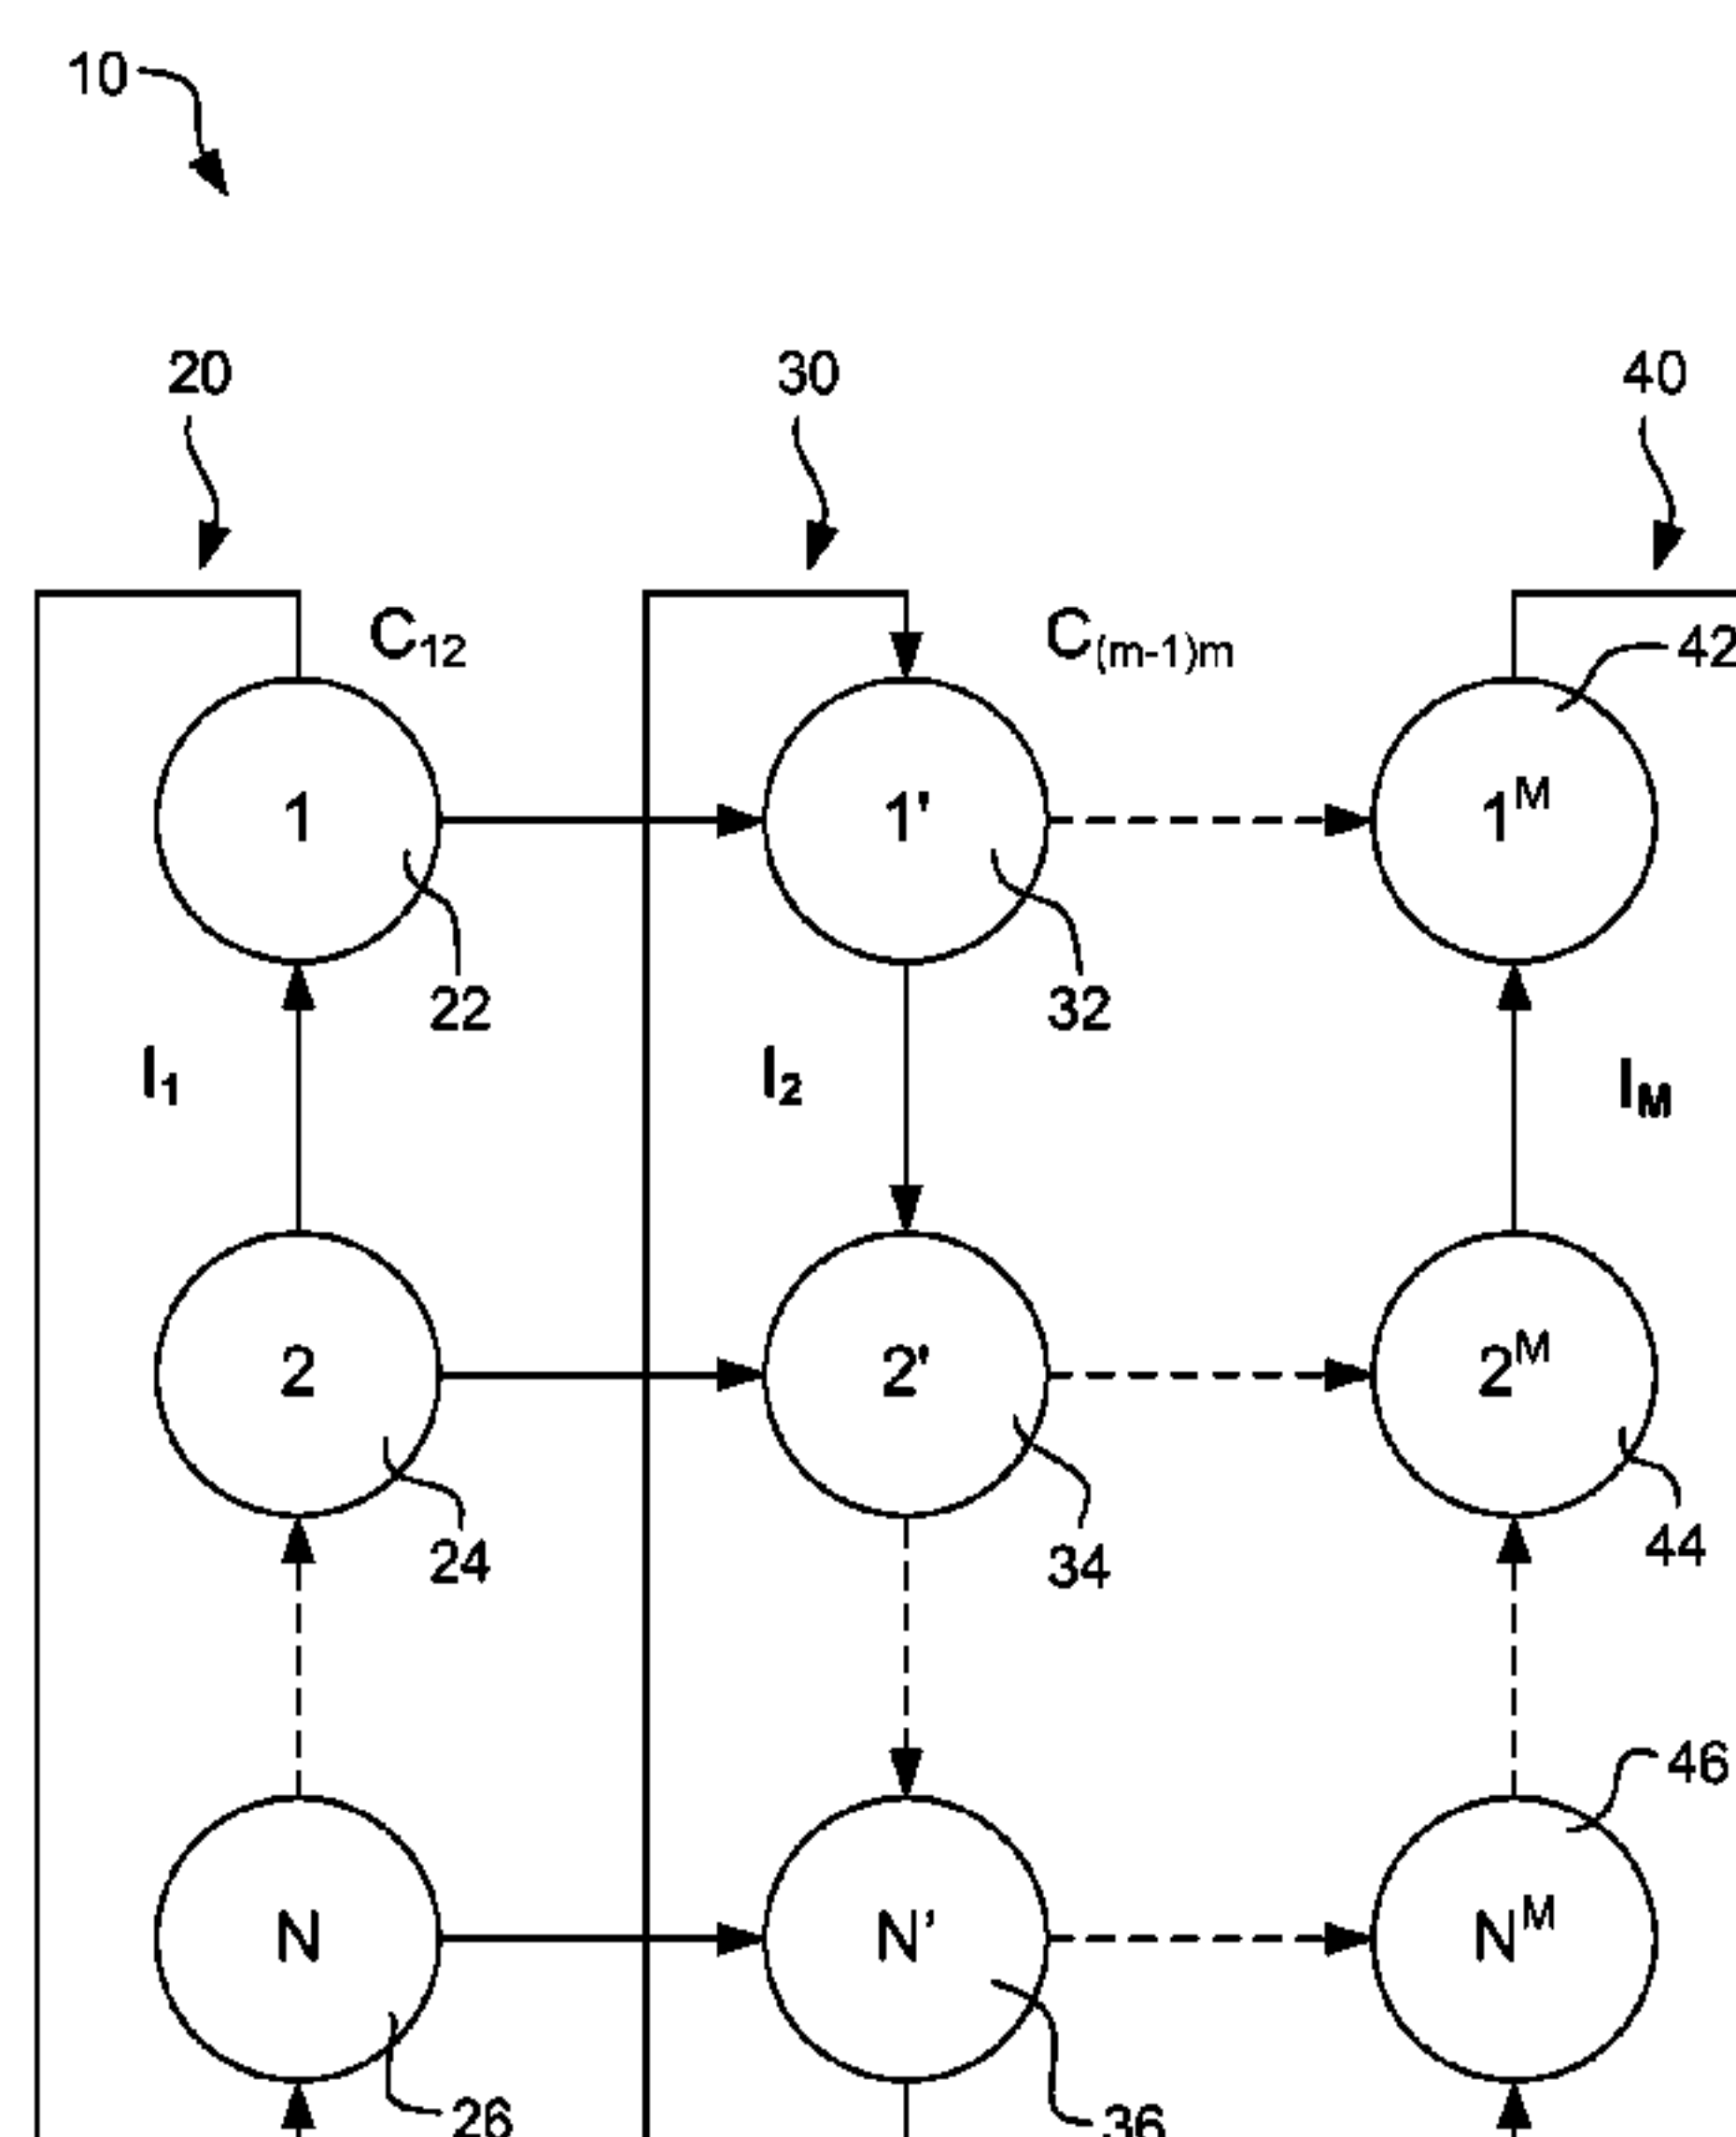 10
20 30 40
C₁₂ C₍ₘ₋₁₎ₘ 42
1 1' 1ᴹ
22 32
I₁ I₂ Iᴍ
2 2' 2ᴹ
24 34 44
46
N N' Nᴹ
26 36